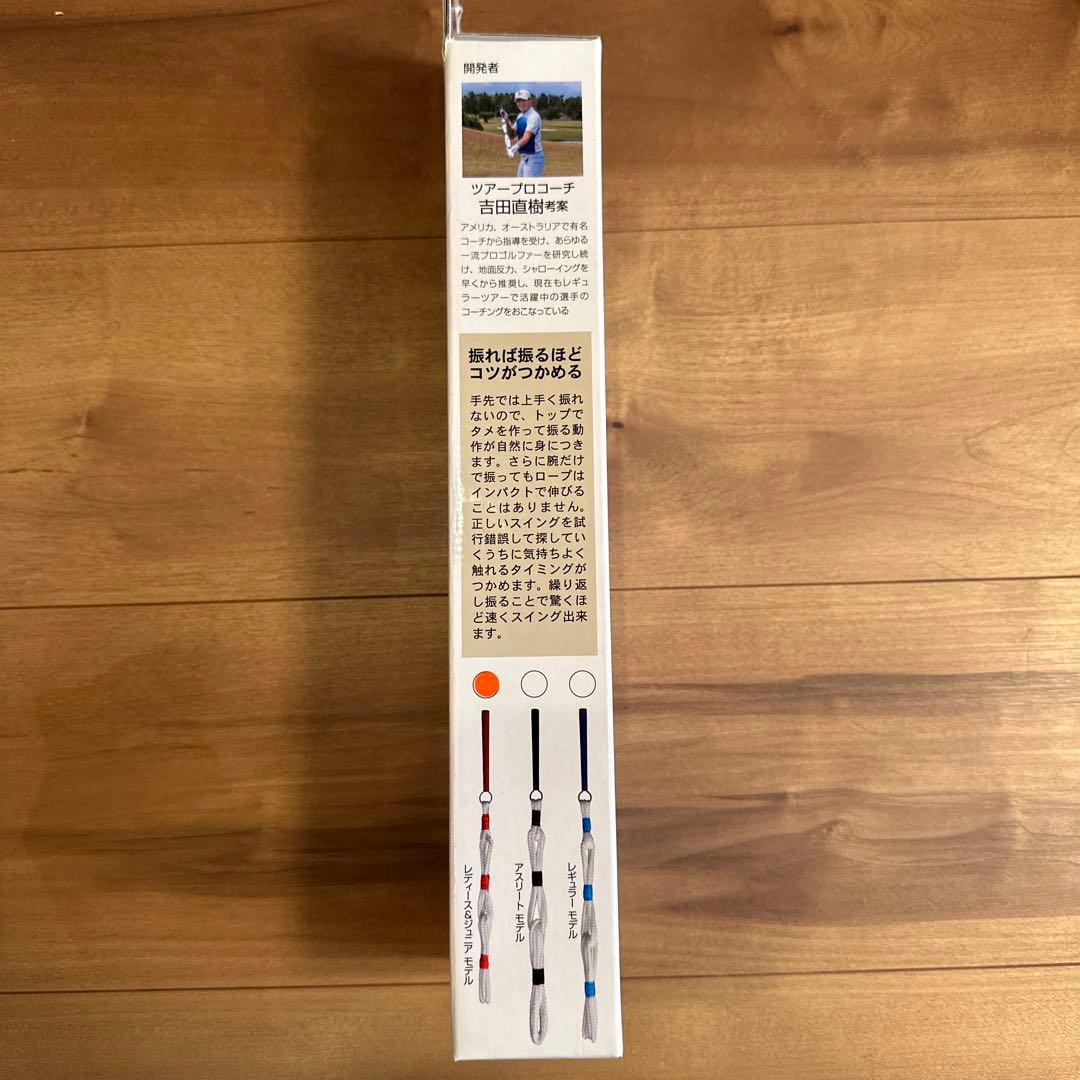 開発者
ツアープロコーチ
吉田直樹考案
アメリカ、オーストラリアで有名
コーチから指導を受け、あらゆる
一流プロゴルファーを研究し続
け、地面反力、シャローイングを
早くから推奨し、現在もレギュ
ラーツアーで活躍中の選手の
コーチングをおこなっている
振れば振るほど
コツがつかめる
手先では上手く振れ
ないので、トップで
タメを作って振る動
作が自然に身につき
ます。さらに腕だけ
で振ってもロープは
インパクトで伸びる
ことはありません。
正しいスイングを試
行錯誤して探してい
くうちに気持ちよく
触れるタイミングが
つかめます。繰り返
し振ることで驚くほ
ど速くスイング出来
ます。
レディース&ジュニア モデル
アスリート モデル
レギュラー モデル